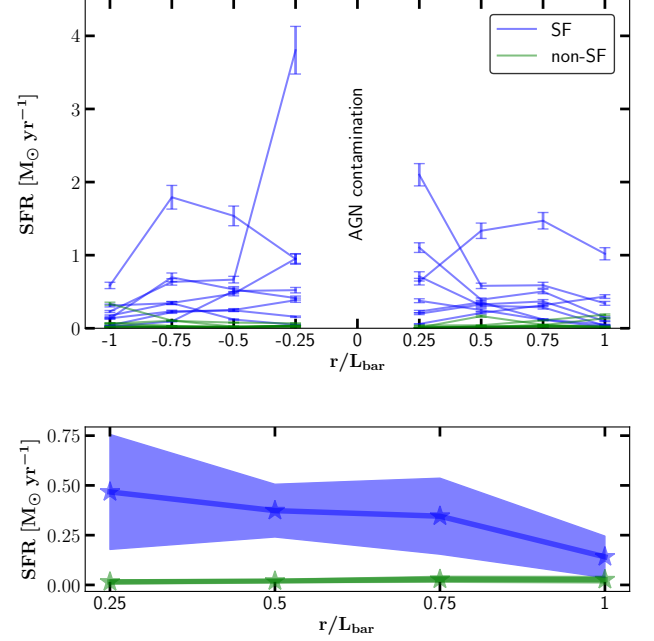 4
3
2
1
0
SFR [M⊙ yr⁻¹]
SF
non-SF
AGN contamination
-1 -0.75 -0.5 -0.25 0 0.25 0.5 0.75 1
r/L_bar
0.75
0.50
0.25
0.00
SFR [M⊙ yr⁻¹]
0.25 0.5 0.75 1
r/L_bar